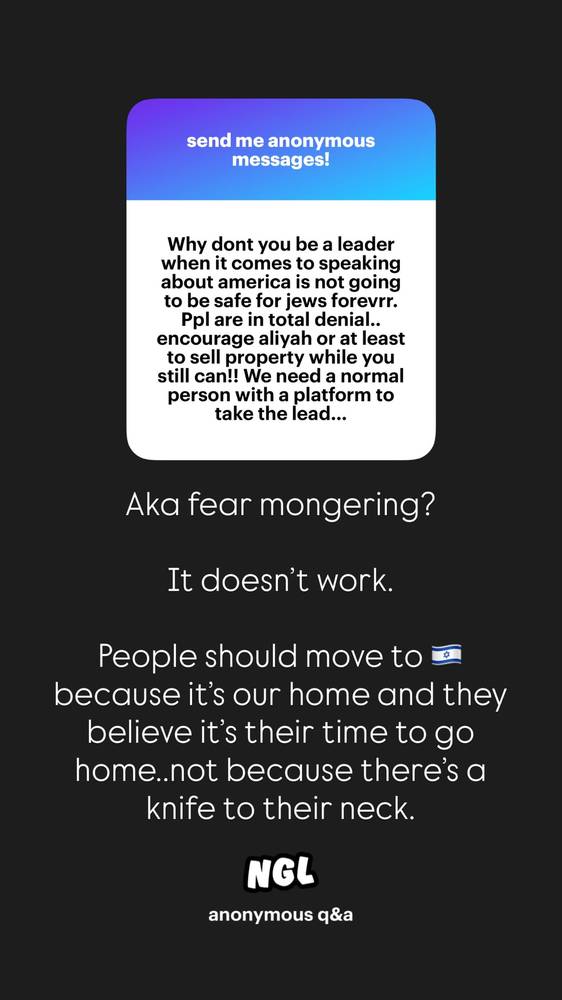 send me anonymous
messages!
Why dont you be a leader
when it comes to speaking
about america is not going
to be safe for jews forevrr.
Ppl are in total denial..
encourage aliyah or at least
to sell property while you
still can!! We need a normal
person with a platform to
take the lead...
Aka fear mongering?
It doesn't work.
People should move to 🇮🇱
because it's our home and they
believe it's their time to go
home..not because there's a
knife to their neck.
NGL
anonymous q&a